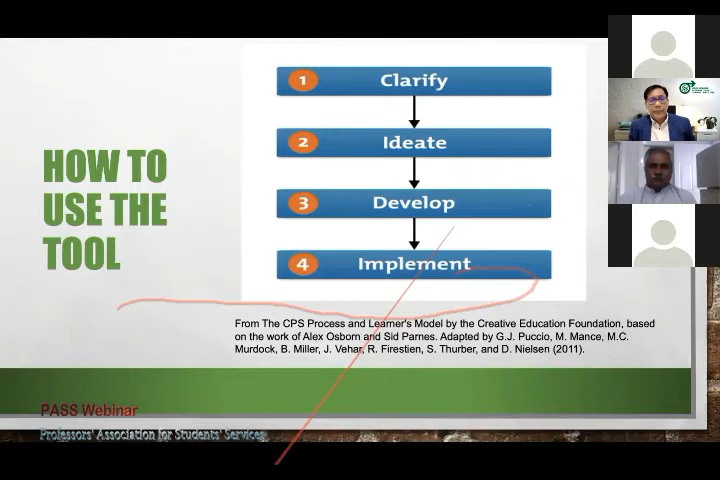 HOW TO
USE THE
TOOL
1 Clarify
2 Ideate
3 Develop
4 Implement
From The CPS Process and Learner's Model by the Creative Education Foundation, based
on the work of Alex Osborn and Sid Parnes. Adapted by G.J. Puccio, M. Mance, M.C.
Murdock, B. Miller, J. Vehar, R. Firestien, S. Thurber, and D. Nielsen (2011).
PASS Webinar
Professors' Association for Students' Services